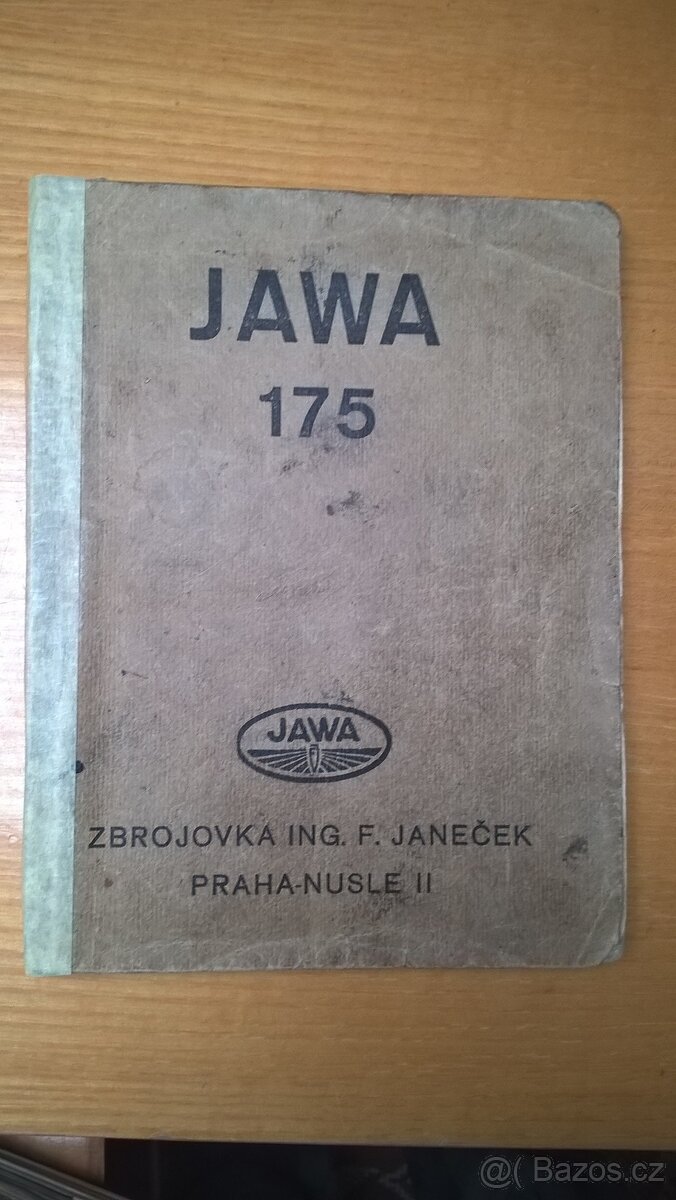 JAWA
175
JAWA
ZBROJOVKA ING. F. JANEČEK
PRAHA-NUSLE II
@( Bazos.cz